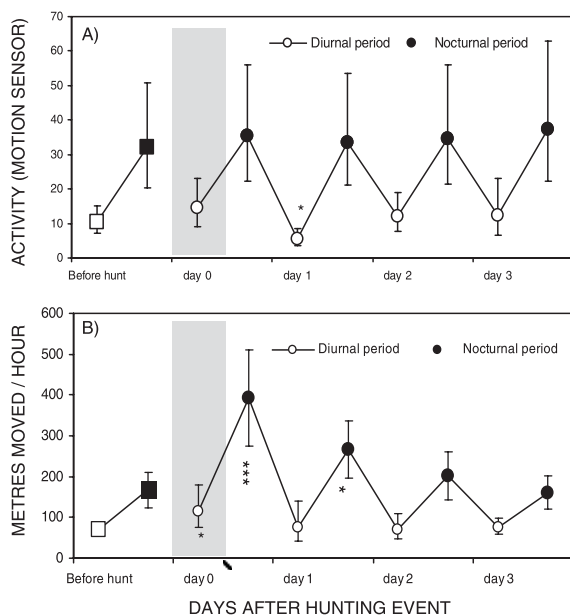 A)
Diurnal period
Nocturnal period
ACTIVITY (MOTION SENSOR)
70
60
50
40
30
20
10
0
*
Before hunt day 0 day 1 day 2 day 3
B)
Diurnal period
Nocturnal period
METRES MOVED / HOUR
600
500
400
300
200
100
0
*
***
*
Before hunt day 0 day 1 day 2 day 3
DAYS AFTER HUNTING EVENT